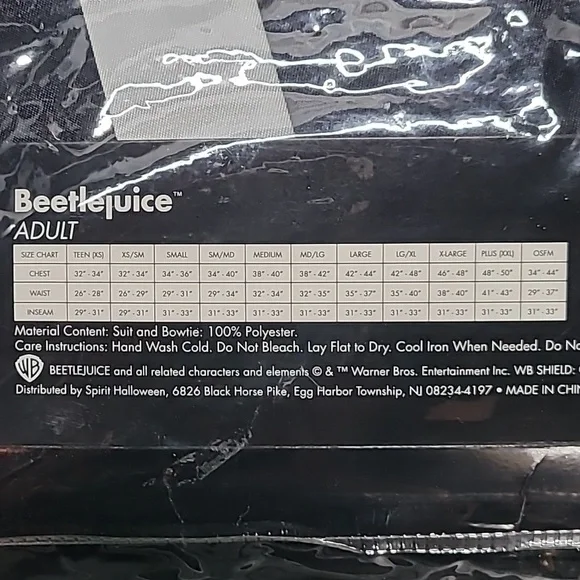 Beetlejuice™
ADULT
SIZE CHART TEEN (XS) XS/SM SMALL SM/MD MEDIUM MD/LG LARGE LG/XL X-LARGE PLUS (XXL) OSFM
CHEST 32"-34" 32"-34" 34"-36" 34"-40" 38"-40" 38"-42" 42"-44" 42"-48" 46"-48" 48"-50" 34"-44"
WAIST 26"-28" 26"-29" 29"-31" 29"-34" 32"-34" 32"-35" 35"-37" 35"-40" 38"-40" 41"-43" 29"-37"
INSEAM 29"-31" 29"-31" 31"-33" 31"-33" 31"-33" 31"-33" 31"-33" 31"-33" 31"-33" 31"-33" 31"-33"
Material Content: Suit and Bowtie: 100% Polyester.
Care Instructions: Hand Wash Cold. Do Not Bleach. Lay Flat to Dry. Cool Iron When Needed. Do
WB BEETLEJUICE and all related characters and elements © & ™ Warner Bros. Entertainment Inc. WB SHIELD:
Distributed by Spirit Halloween, 6826 Black Horse Pike, Egg Harbor Township, NJ 08234-4197 • MADE IN